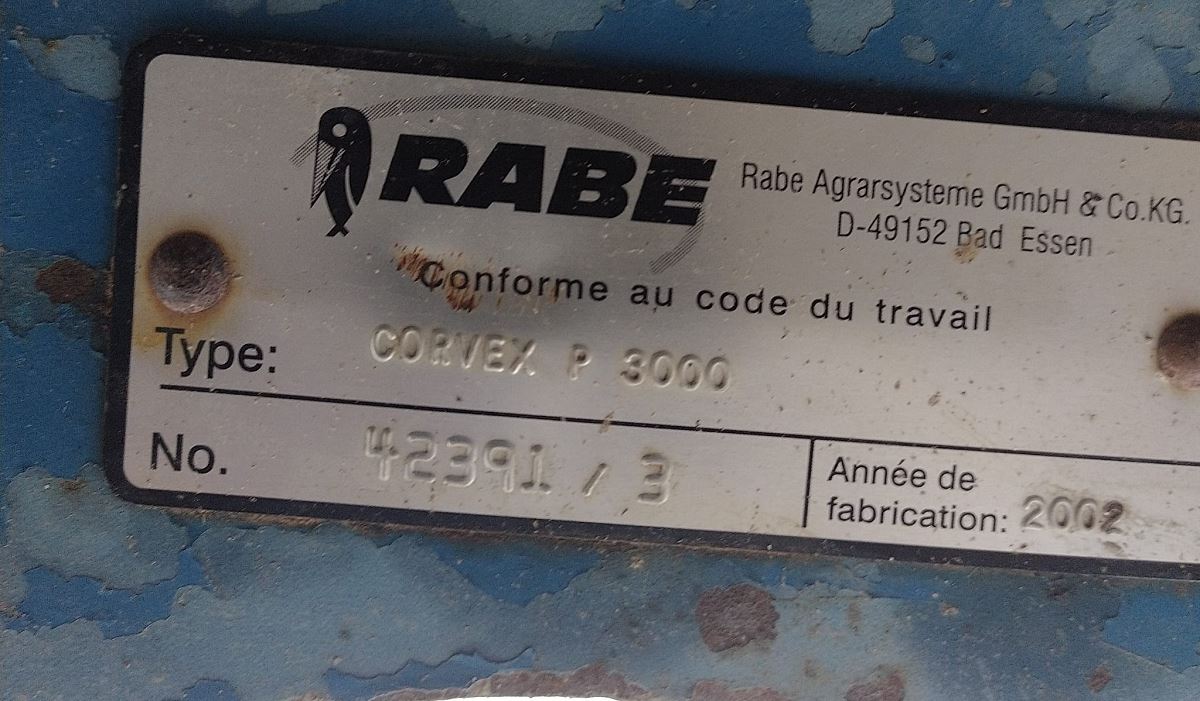 RABE
Rabe Agrarsysteme GmbH & Co.KG.
D-49152 Bad Essen
Conforme au code du travail
Type: CORVEX P 3000
No. 42391 / 3
Année de
fabrication: 2002